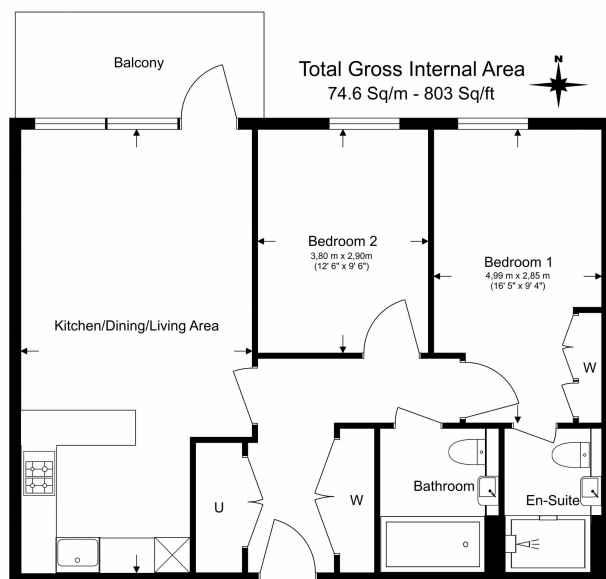 Balcony
Total Gross Internal Area
74.6 Sq/m - 803 Sq/ft
N
Bedroom 2
3,80 m x 2,90m
(12' 6" x 9' 6")
Bedroom 1
4,99 m x 2,85 m
(16' 5" x 9' 4")
Kitchen/Dining/Living Area
W
U
W
Bathroom
En-Suite